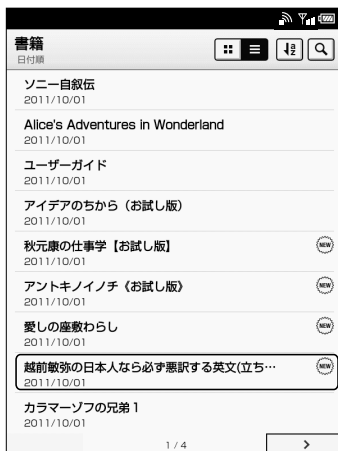 書籍
日付順
ソニー自叙伝
2011/10/01
Alice's Adventures in Wonderland
2011/10/01
ユーザーガイド
2011/10/01
アイデアのちから（お試し版）
2011/10/01
秋元康の仕事学【お試し版】
NEW
2011/10/01
アントキノイノチ《お試し版》
NEW
2011/10/01
愛しの座敷わらし
NEW
2011/10/01
越前敏弥の日本人なら必ず悪訳する英文(立ち…
NEW
2011/10/01
カラマーゾフの兄弟 1
2011/10/01
1 / 4